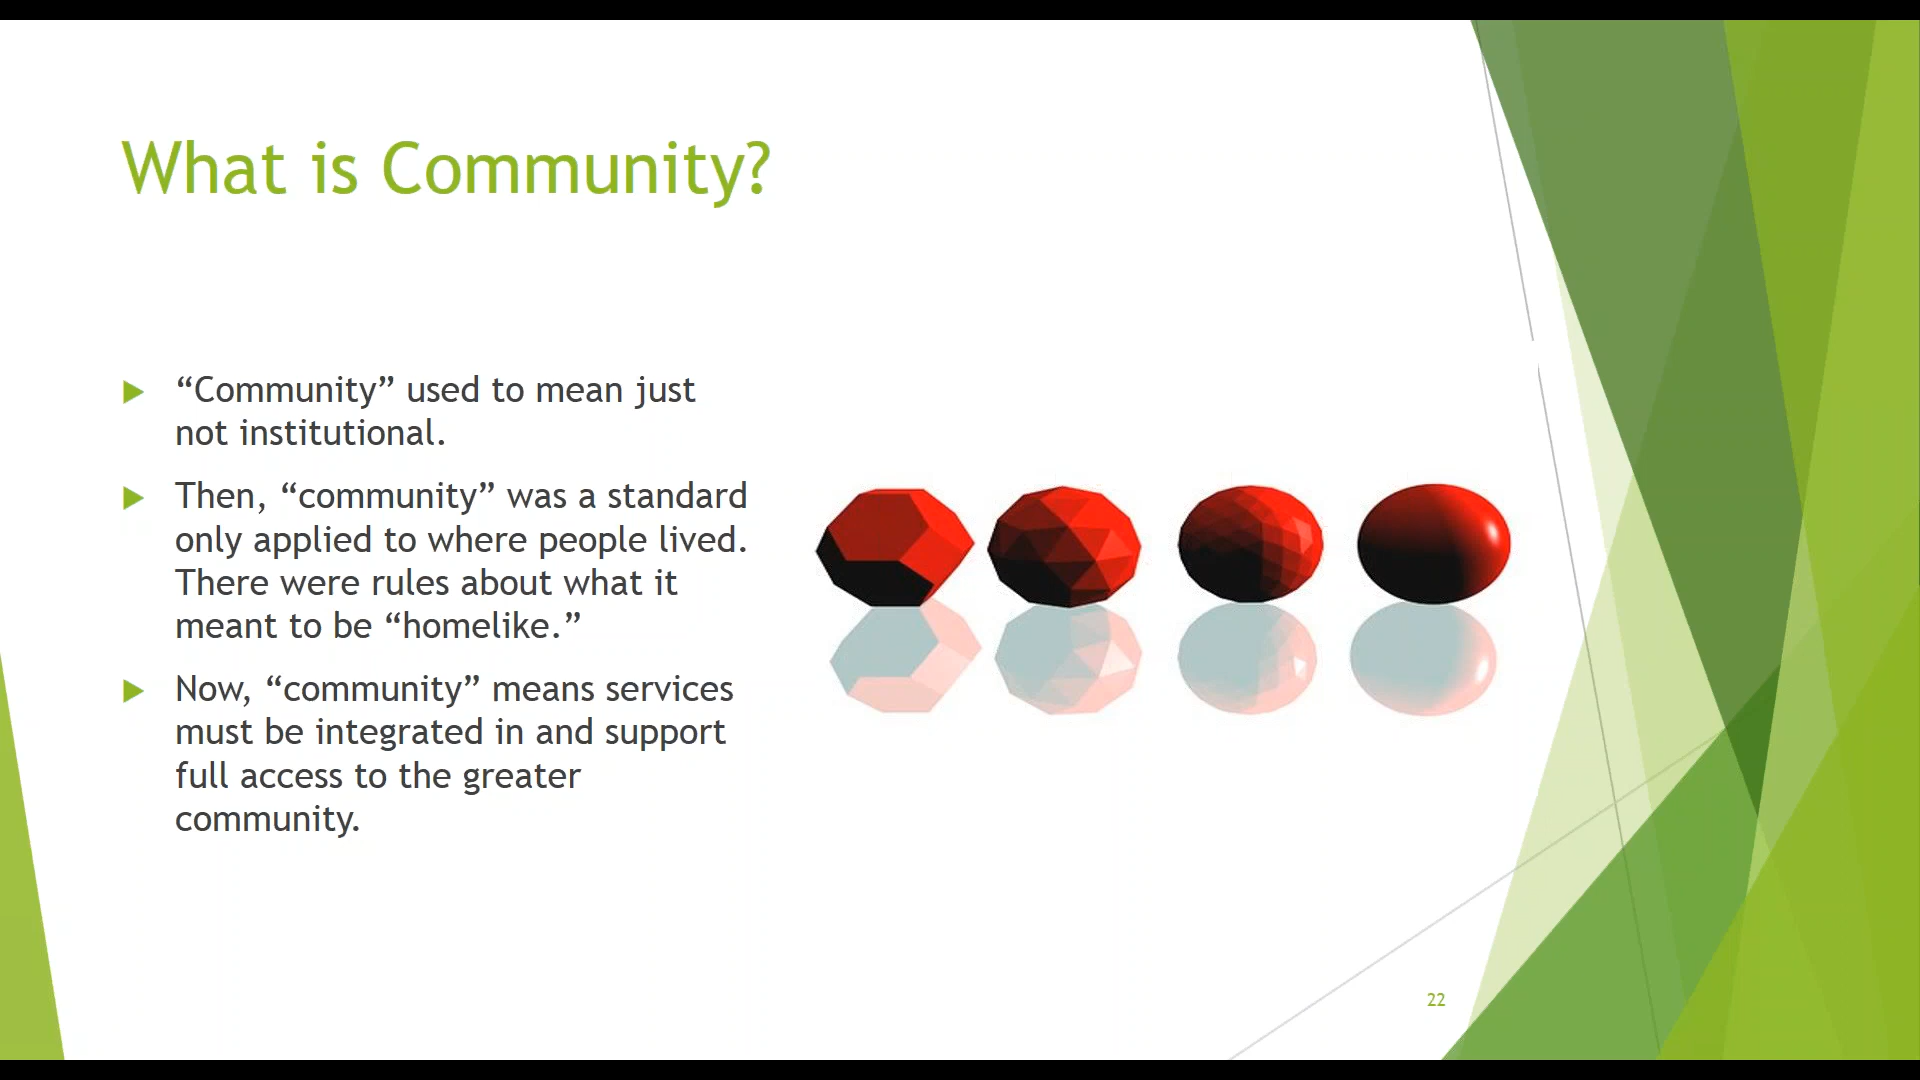 What is Community?
“Community” used to mean just
not institutional.
Then, “community” was a standard
only applied to where people lived.
There were rules about what it
meant to be “homelike.”
Now, “community” means services
must be integrated in and support
full access to the greater
community.
22